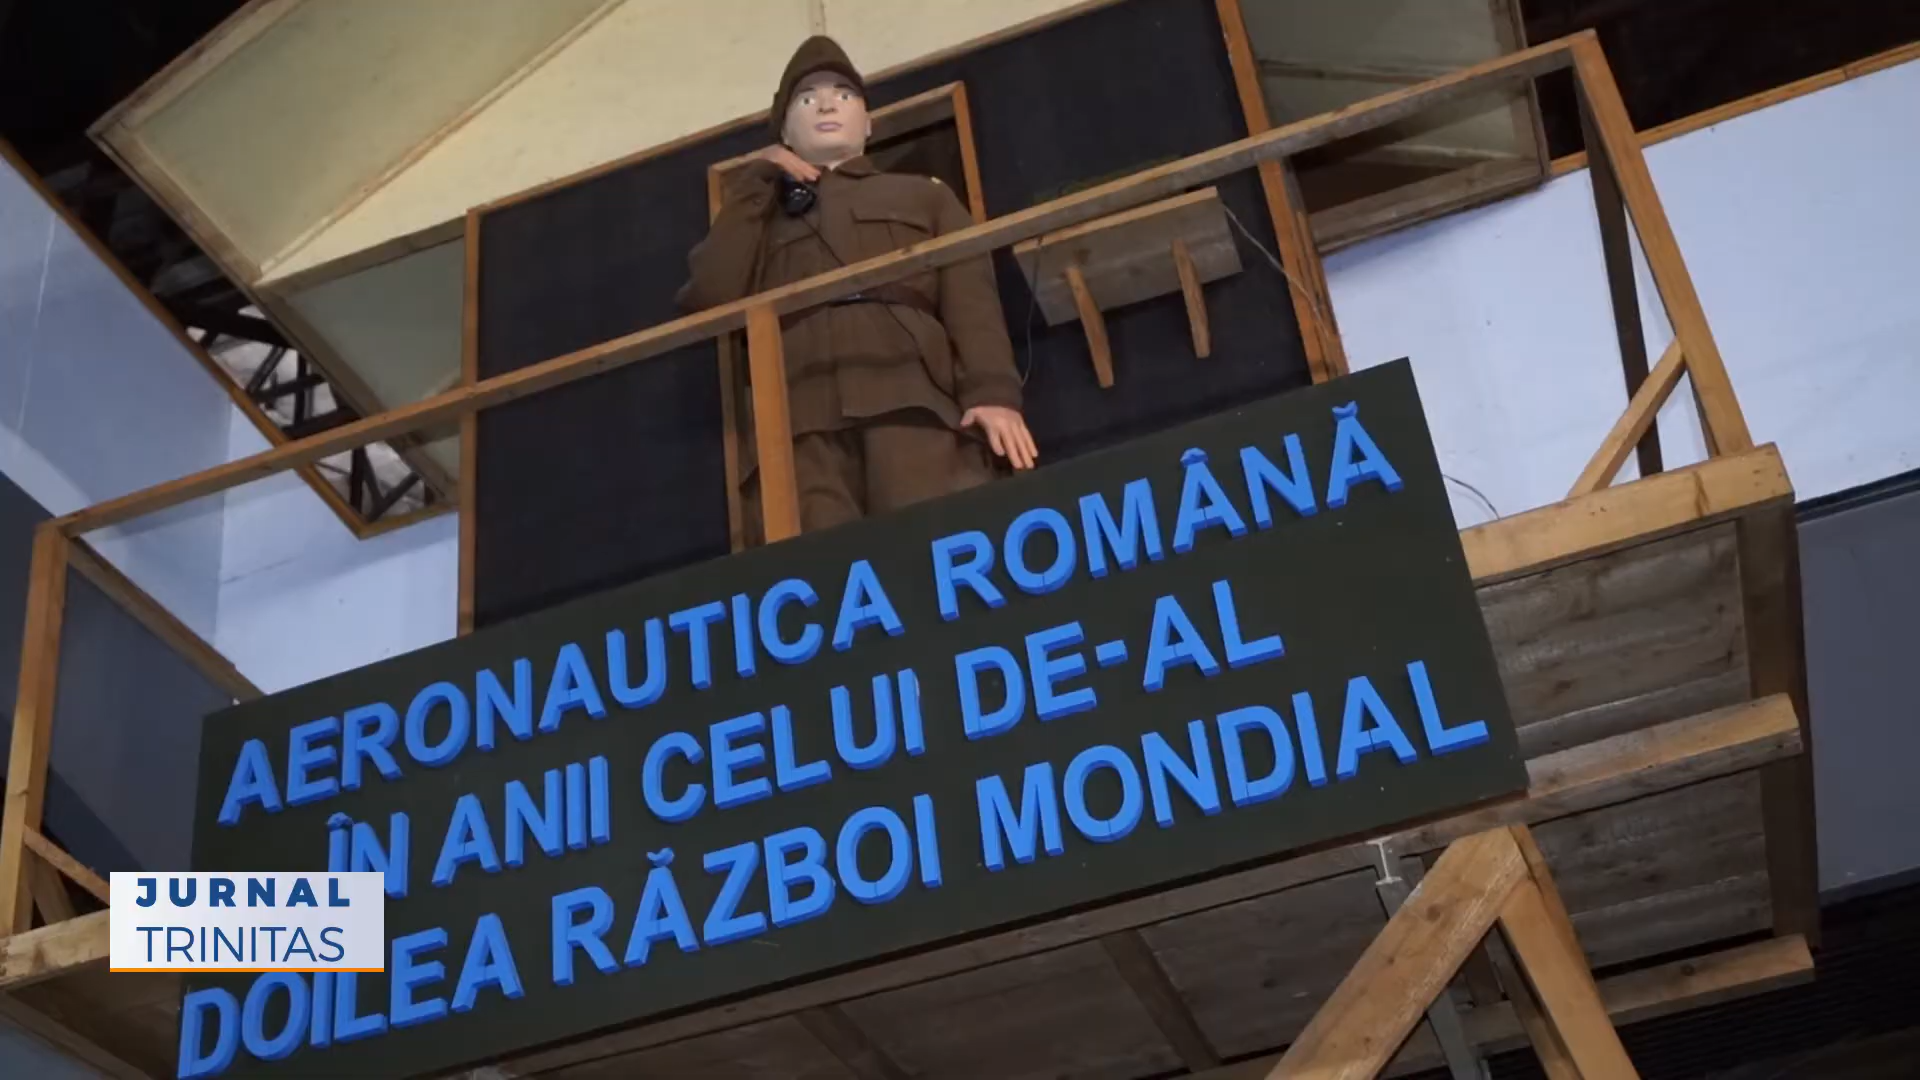 AERONAUTICA ROMÂNĂ
ÎN ANII CELUI DE-AL
DOILEA RĂZBOI MONDIAL
JURNAL
TRINITAS